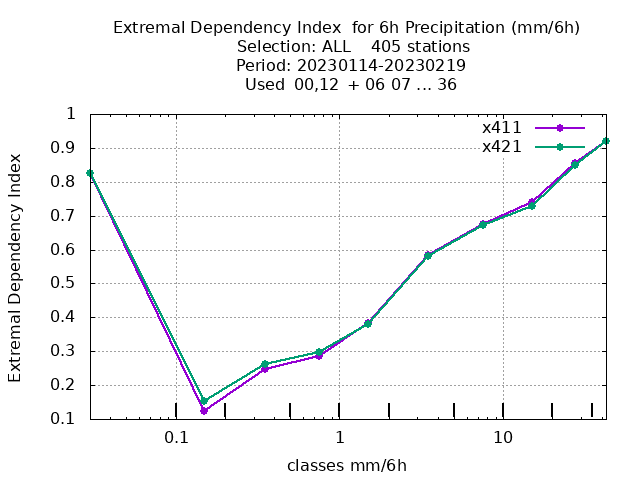 Extremal Dependency Index  for 6h Precipitation (mm/6h)
Selection: ALL    405 stations
Period: 20230114-20230219
Used  00,12  + 06 07 ... 36
x411
x421
1
0.9
0.8
0.7
0.6
0.5
0.4
0.3
0.2
0.1
Extremal Dependency Index
0.1
1
10
classes mm/6h